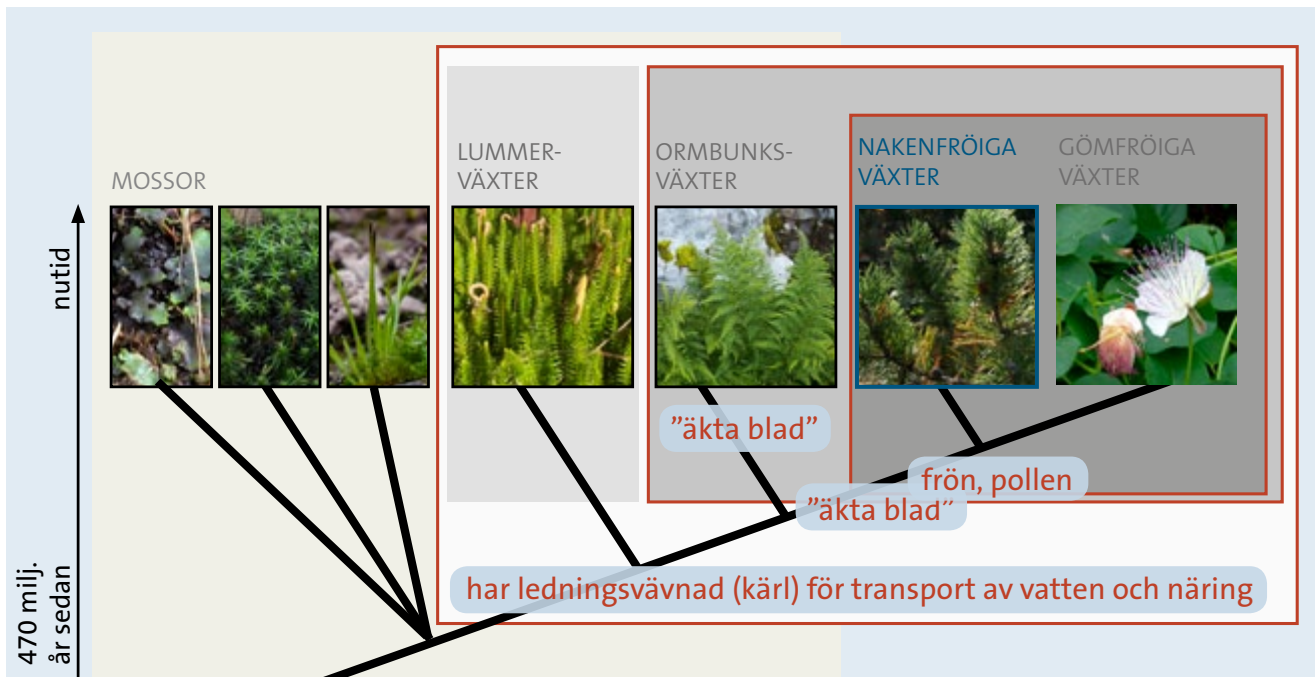 MOSSOR
LUMMER-
VÄXTER
ORMBUNKS-
VÄXTER
NAKENFRÖIGA
VÄXTER
GÖMFRÖIGA
VÄXTER
nutid
”äkta blad”
frön, pollen
”äkta blad”
har ledningsvävnad (kärl) för transport av vatten och näring
470 milj.
år sedan